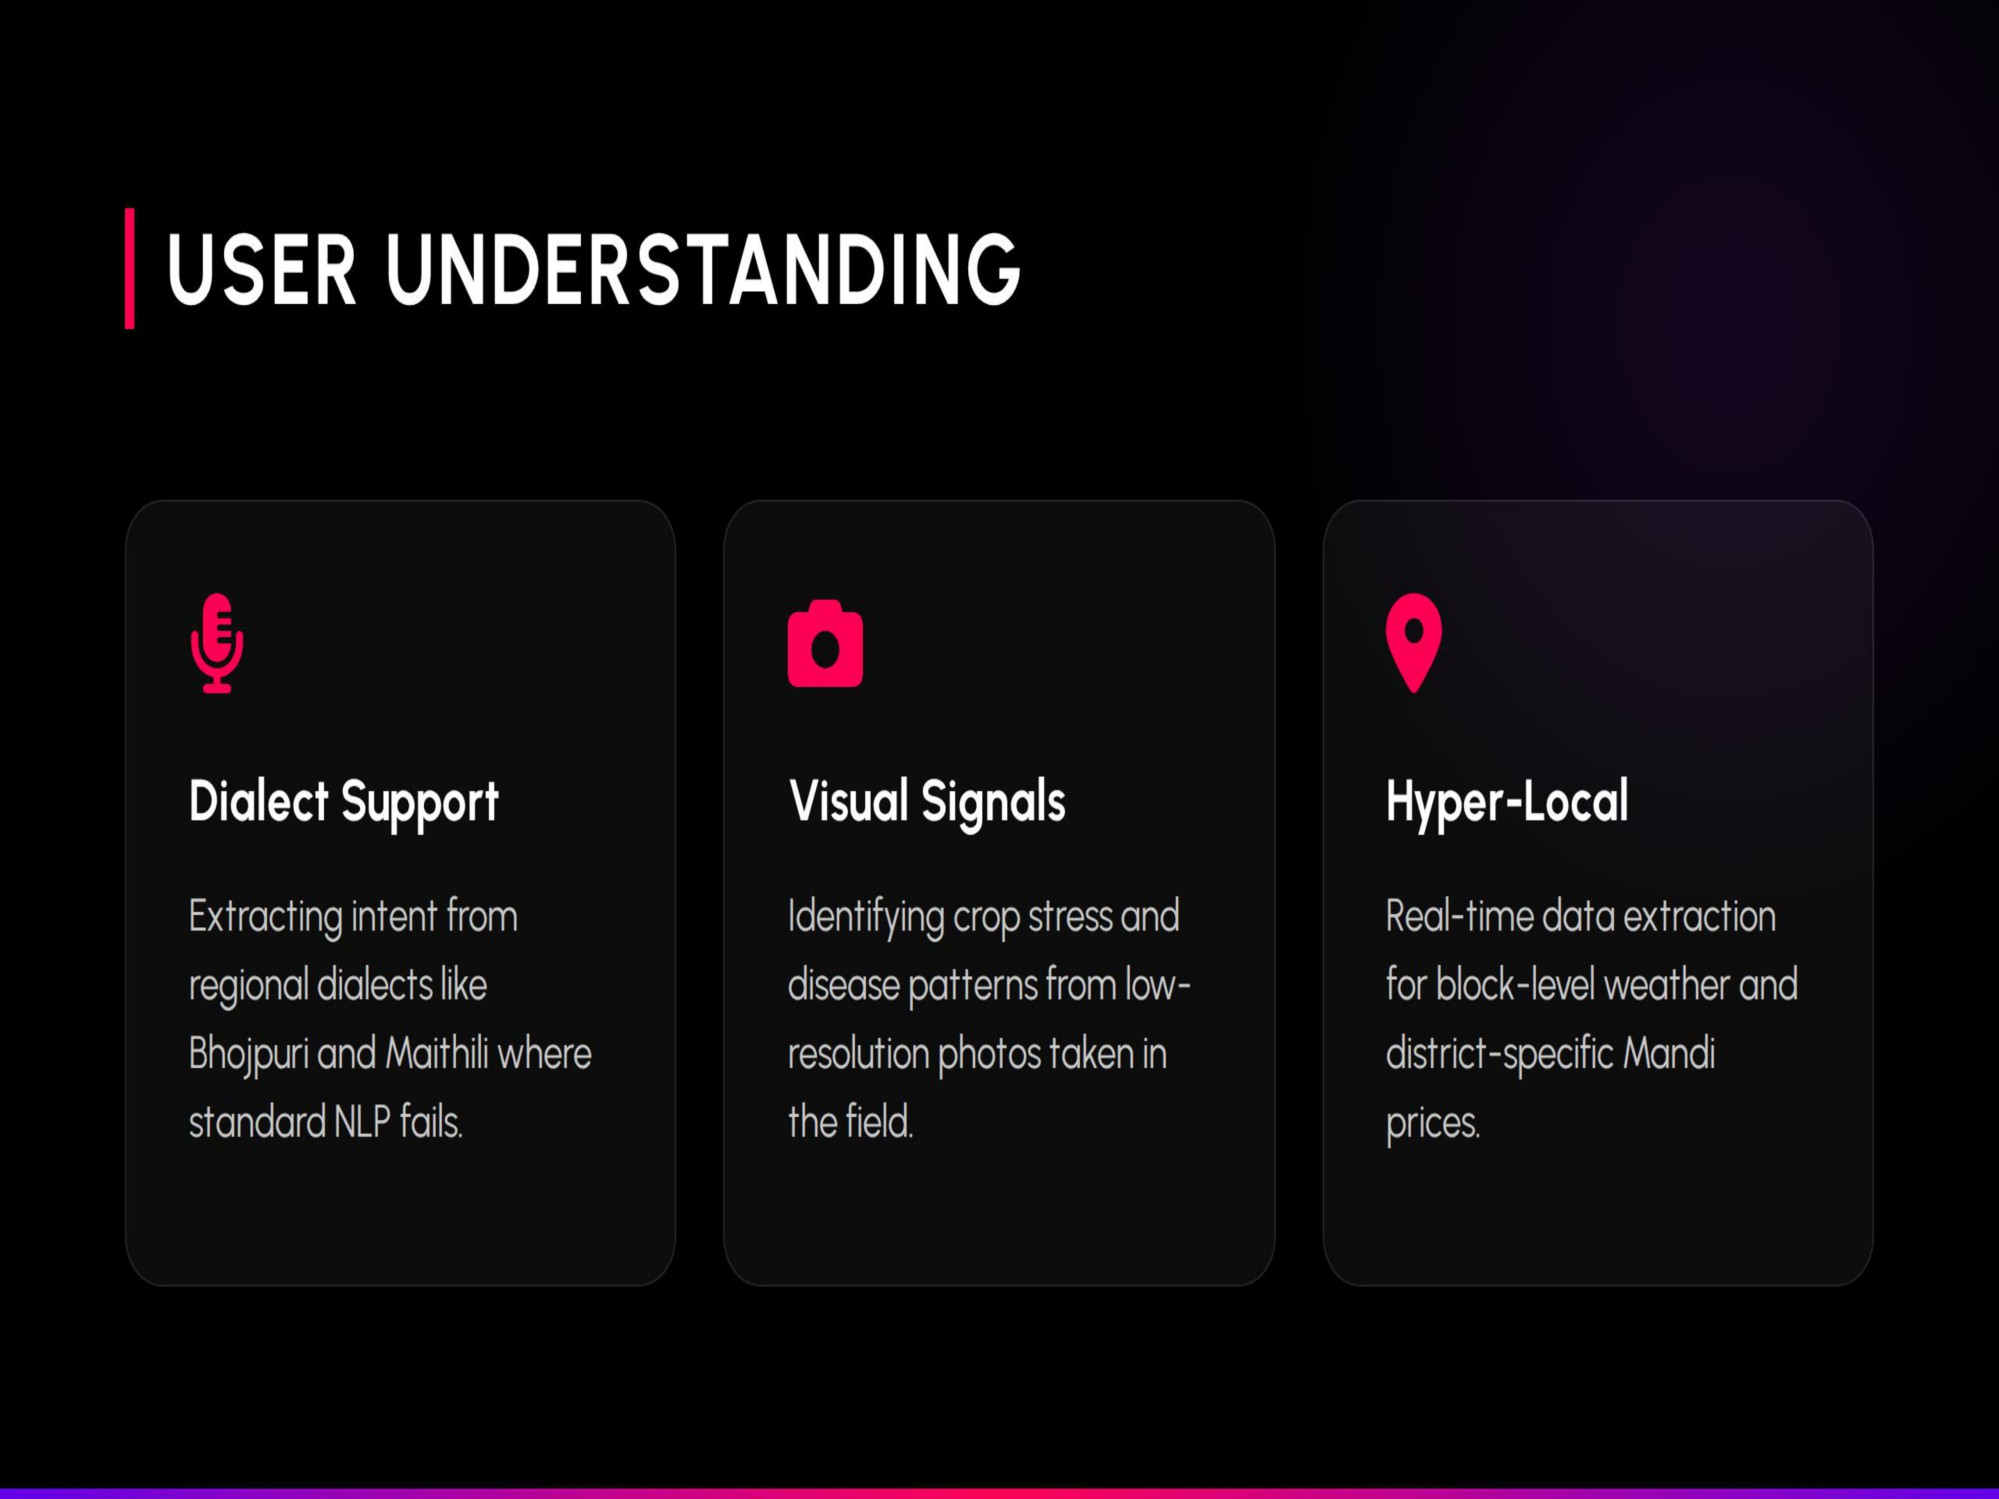 USER UNDERSTANDING
Dialect Support
Extracting intent from
regional dialects like
Bhojpuri and Maithili where
standard NLP fails.
Visual Signals
Identifying crop stress and
disease patterns from low-
resolution photos taken in
the field.
Hyper-Local
Real-time data extraction
for block-level weather and
district-specific Mandi
prices.